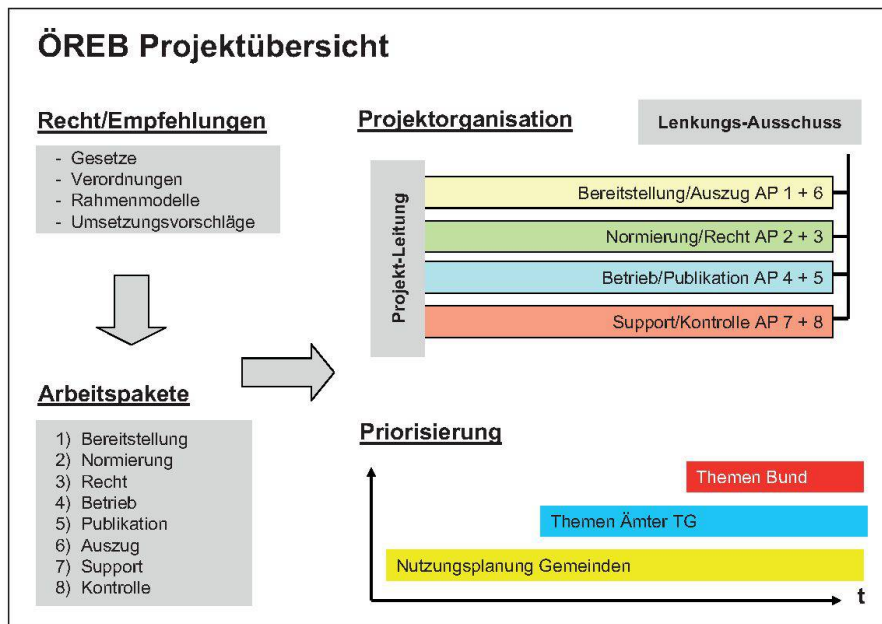 ÖREB Projektübersicht
Recht/Empfehlungen
- Gesetze
- Verordnungen
- Rahmenmodelle
- Umsetzungsvorschläge
Arbeitspakete
1) Bereitstellung
2) Normierung
3) Recht
4) Betrieb
5) Publikation
6) Auszug
7) Support
8) Kontrolle
Projektorganisation
Lenkungs-Ausschuss
Projekt-Leitung
Bereitstellung/Auszug AP 1 + 6
Normierung/Recht AP 2 + 3
Betrieb/Publikation AP 4 + 5
Support/Kontrolle AP 7 + 8
Priorisierung
Themen Bund
Themen Ämter TG
Nutzungsplanung Gemeinden
t